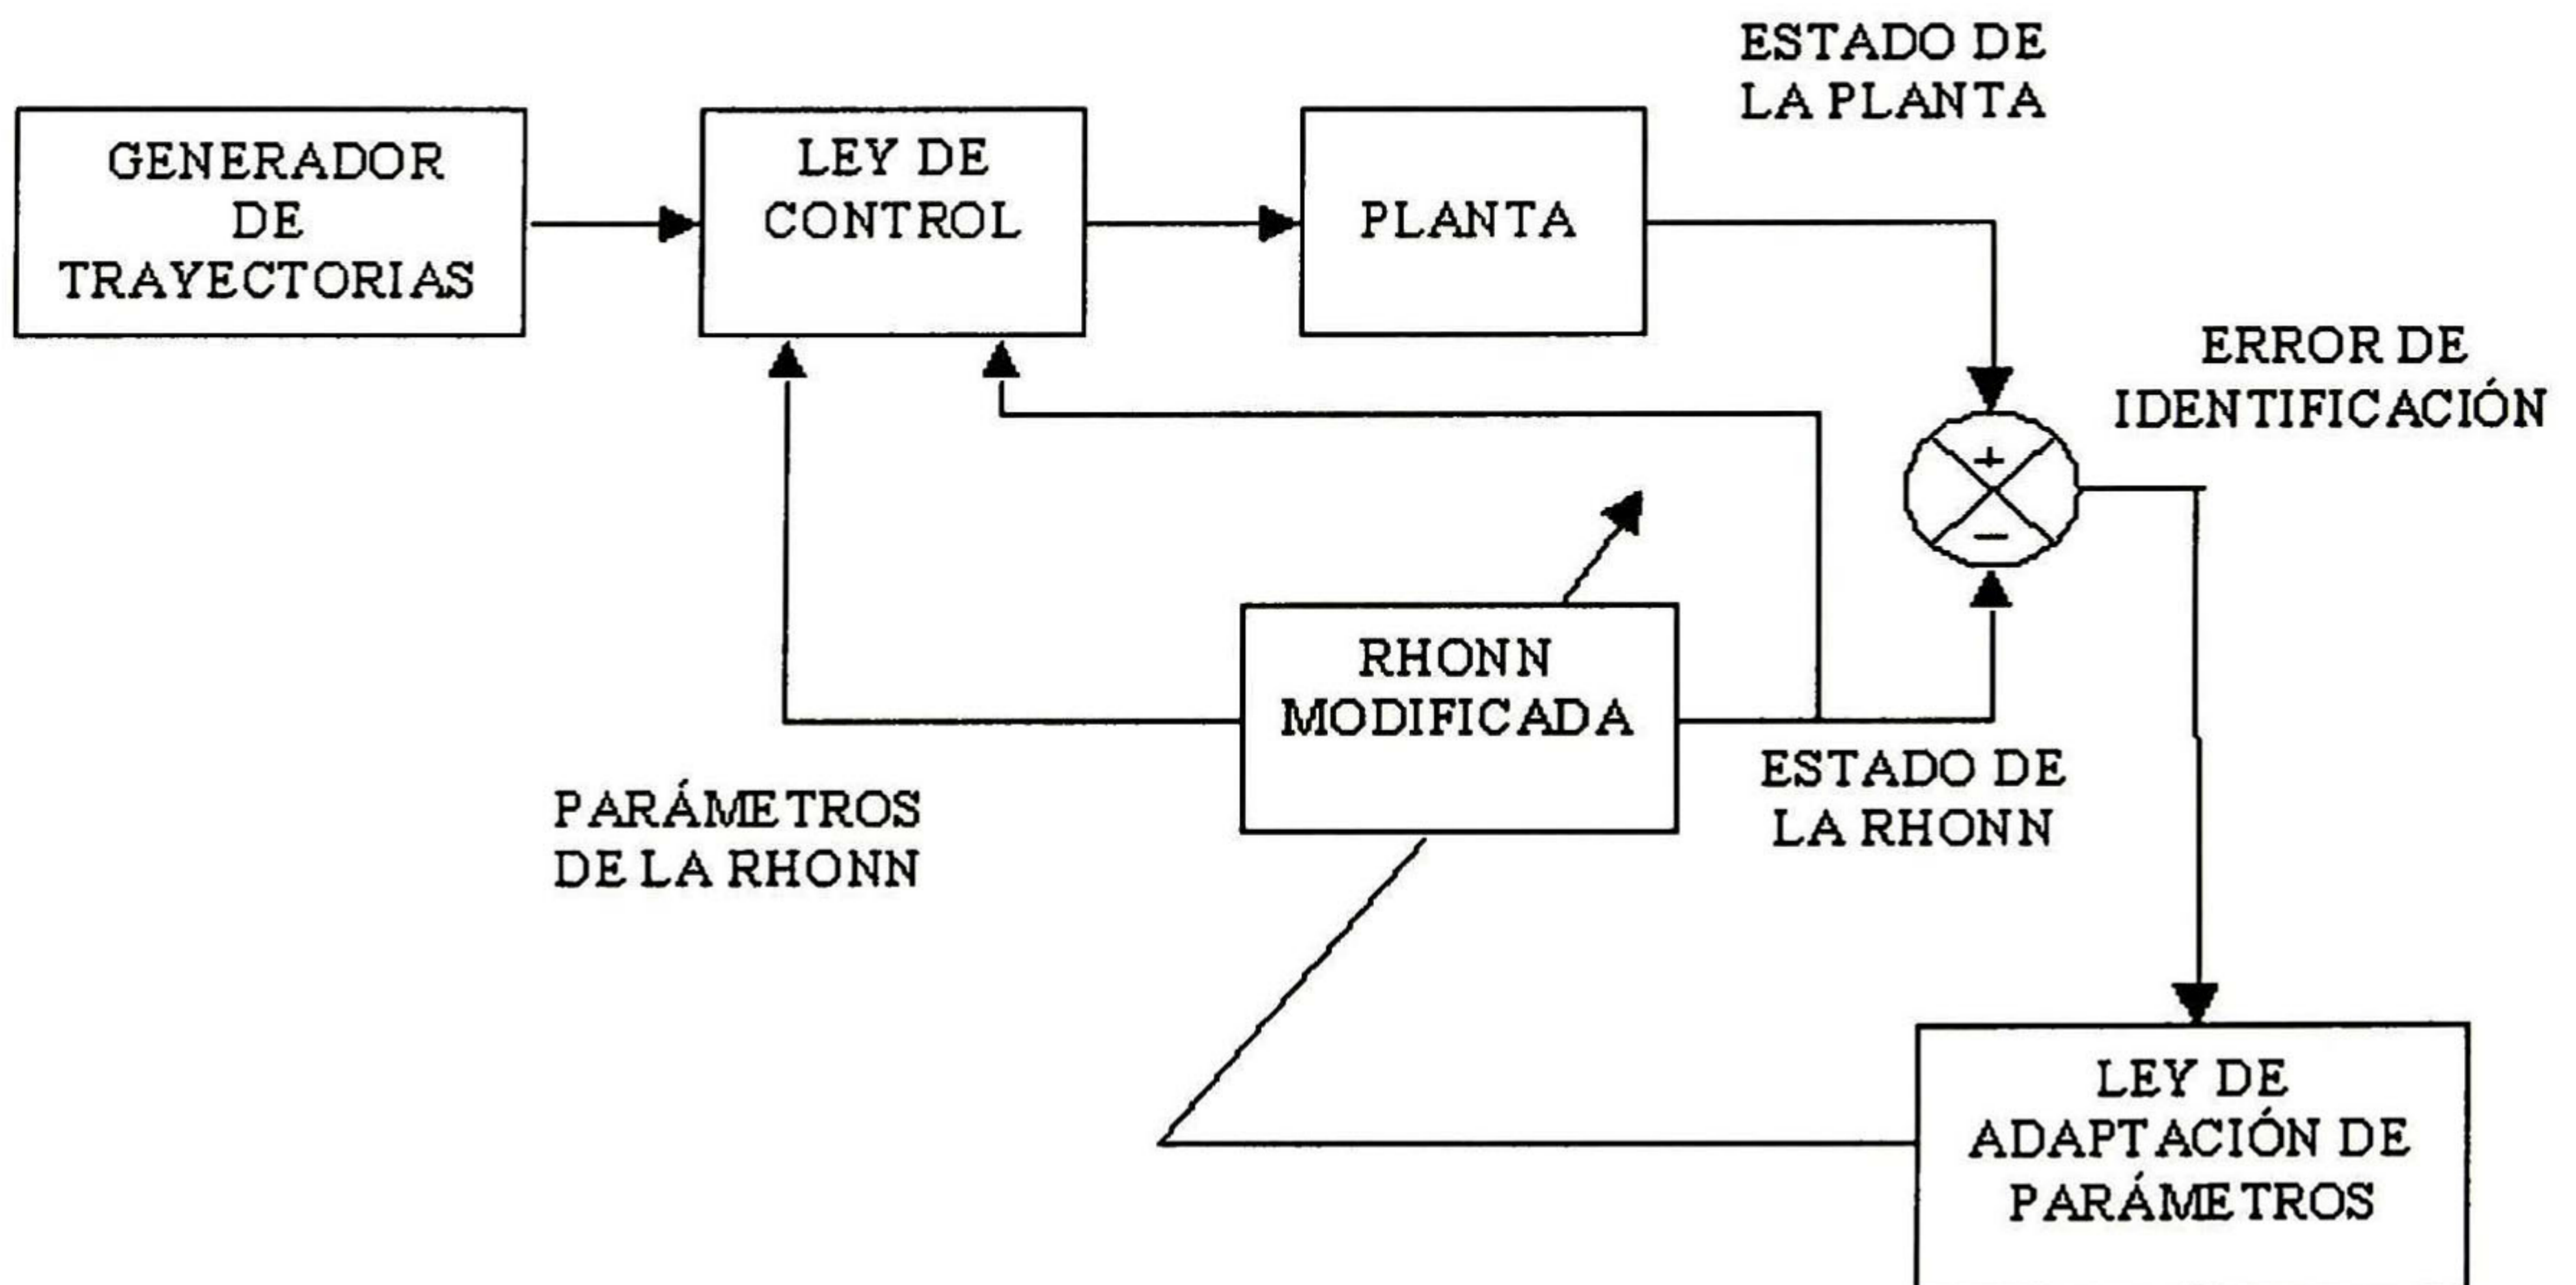 ESTADO DE
LA PLANTA
GENERADOR
DE
TRAYECTORIAS
LEY DE
CONTROL
PLANTA
ERROR DE
IDENTIFICACIÓN
+
−
RHONN
MODIFICADA
ESTADO DE
LA RHONN
PARÁMETROS
DE LA RHONN
LEY DE
ADAPTACIÓN DE
PARÁMETROS